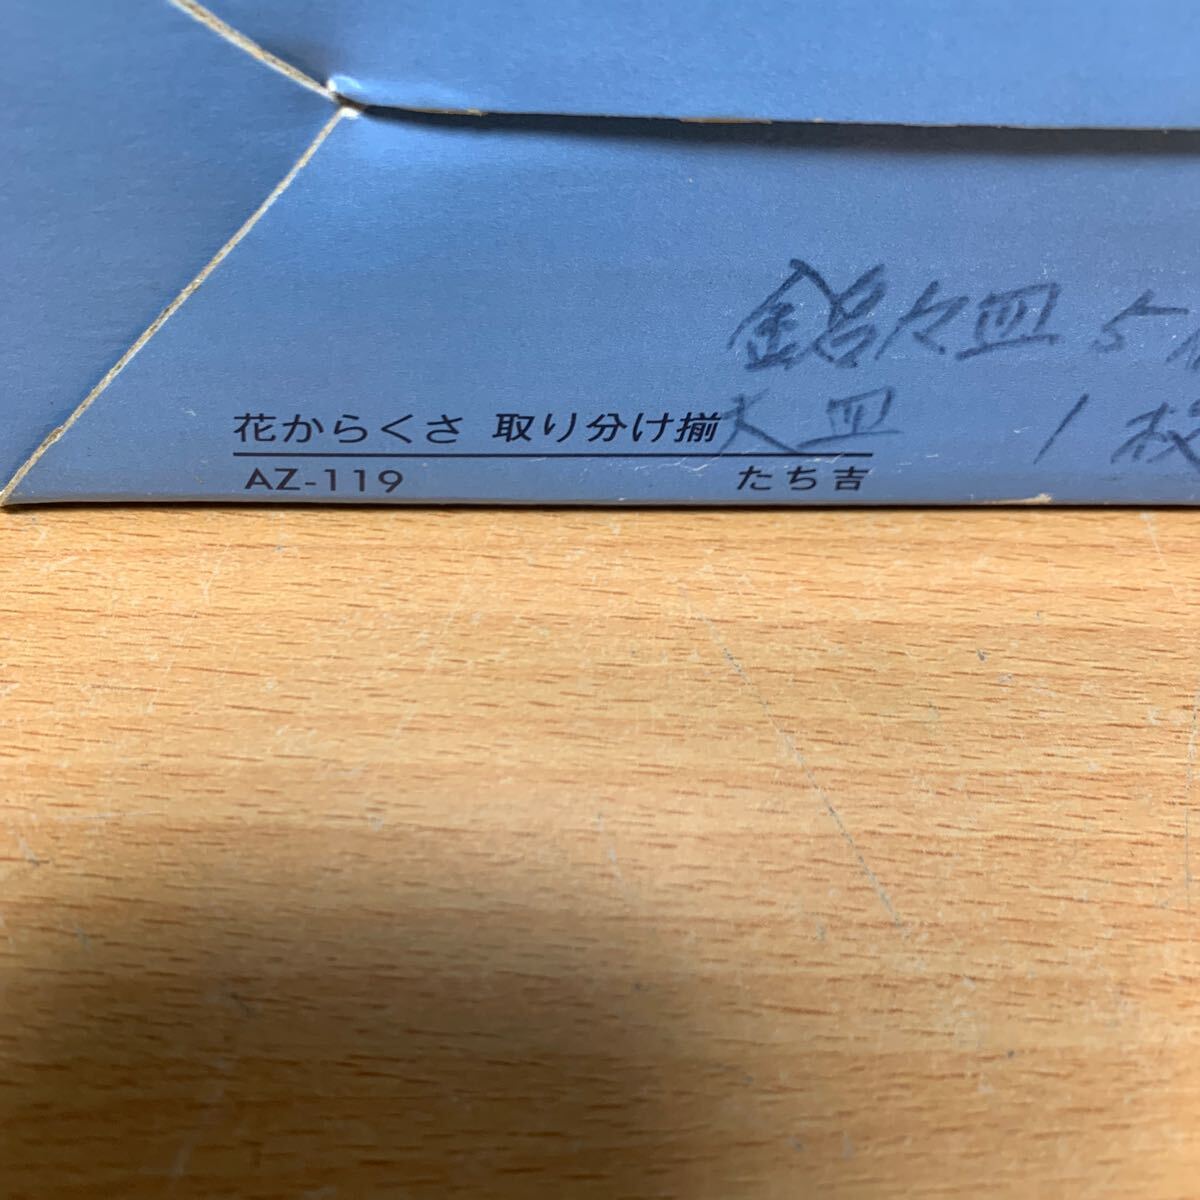 銘々皿 5枚
大皿 1枚
花からくさ 取り分け揃
AZ-119 たち吉